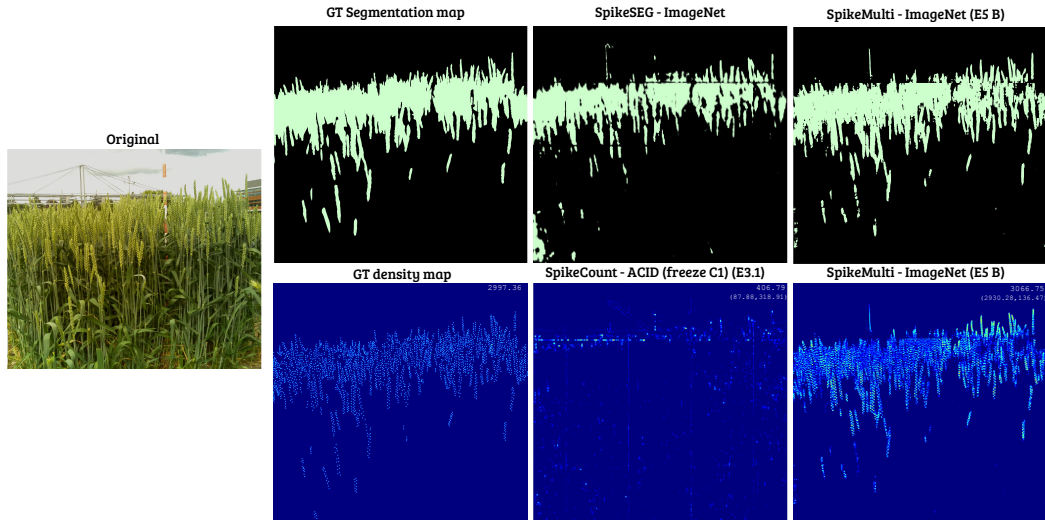 GT Segmentation map
SpikeSEG - ImageNet
SpikeMulti - ImageNet (E5 B)
Original
GT density map
SpikeCount - ACID (freeze C1) (E3.1)
SpikeMulti - ImageNet (E5 B)
2997.36
406.79
(87.88,318.91)
3066.75
(2930.28,136.47)